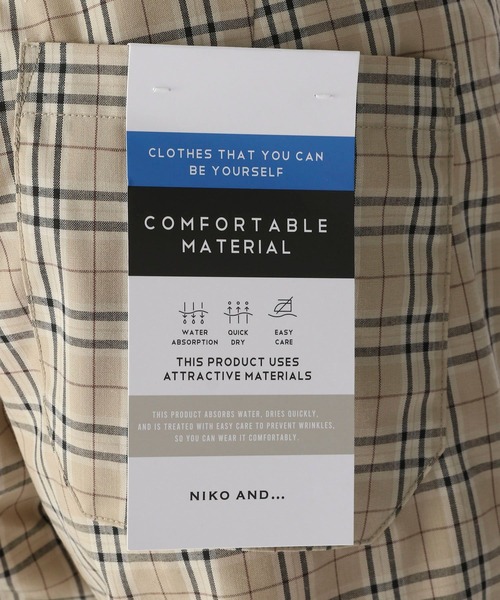 CLOTHES THAT YOU CAN
BE YOURSELF
COMFORTABLE
MATERIAL
WATER
ABSORPTION
QUICK
DRY
EASY
CARE
THIS PRODUCT USES
ATTRACTIVE MATERIALS
THIS PRODUCT ABSORBS WATER, DRIES QUICKLY,
AND IS TREATED WITH EASY CARE TO PREVENT WRINKLES,
SO YOU CAN WEAR IT COMFORTABLY.
NIKO AND...